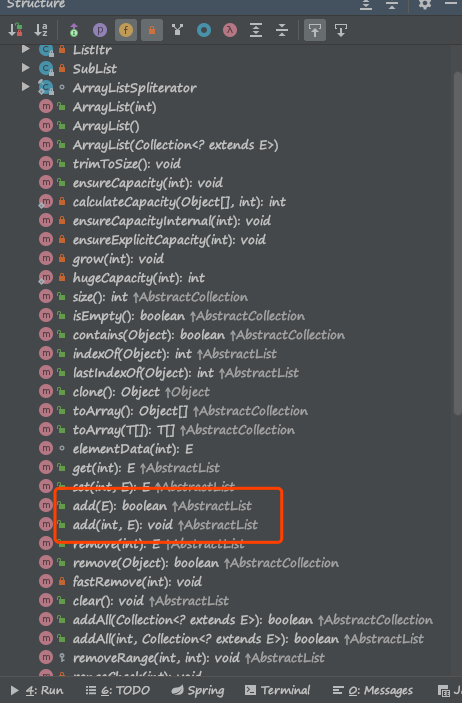 Structure
ListItr
SubList
ArrayListSpliterator
ArrayList(int)
ArrayList()
ArrayList(Collection<? extends E>)
trimToSize(): void
ensureCapacity(int): void
calculateCapacity(Object[], int): int
ensureCapacityInternal(int): void
ensureExplicitCapacity(int): void
grow(int): void
hugeCapacity(int): int
size(): int ↑AbstractCollection
isEmpty(): boolean ↑AbstractCollection
contains(Object): boolean ↑AbstractCollection
indexOf(Object): int ↑AbstractList
lastIndexOf(Object): int ↑AbstractList
clone(): Object ↑Object
toArray(): Object[] ↑AbstractCollection
toArray(T[]): T[] ↑AbstractCollection
elementData(int): E
get(int): E ↑AbstractList
set(int, E): E ↑AbstractList
add(E): boolean ↑AbstractList
add(int, E): void ↑AbstractList
remove(int): E ↑AbstractList
remove(Object): boolean ↑AbstractCollection
fastRemove(int): void
clear(): void ↑AbstractList
addAll(Collection<? extends E>): boolean ↑AbstractCollection
addAll(int, Collection<? extends E>): boolean ↑AbstractList
removeRange(int, int): void ↑AbstractList
rangeCheck(int): void
4: Run 6: TODO Spring Terminal 0: Messages